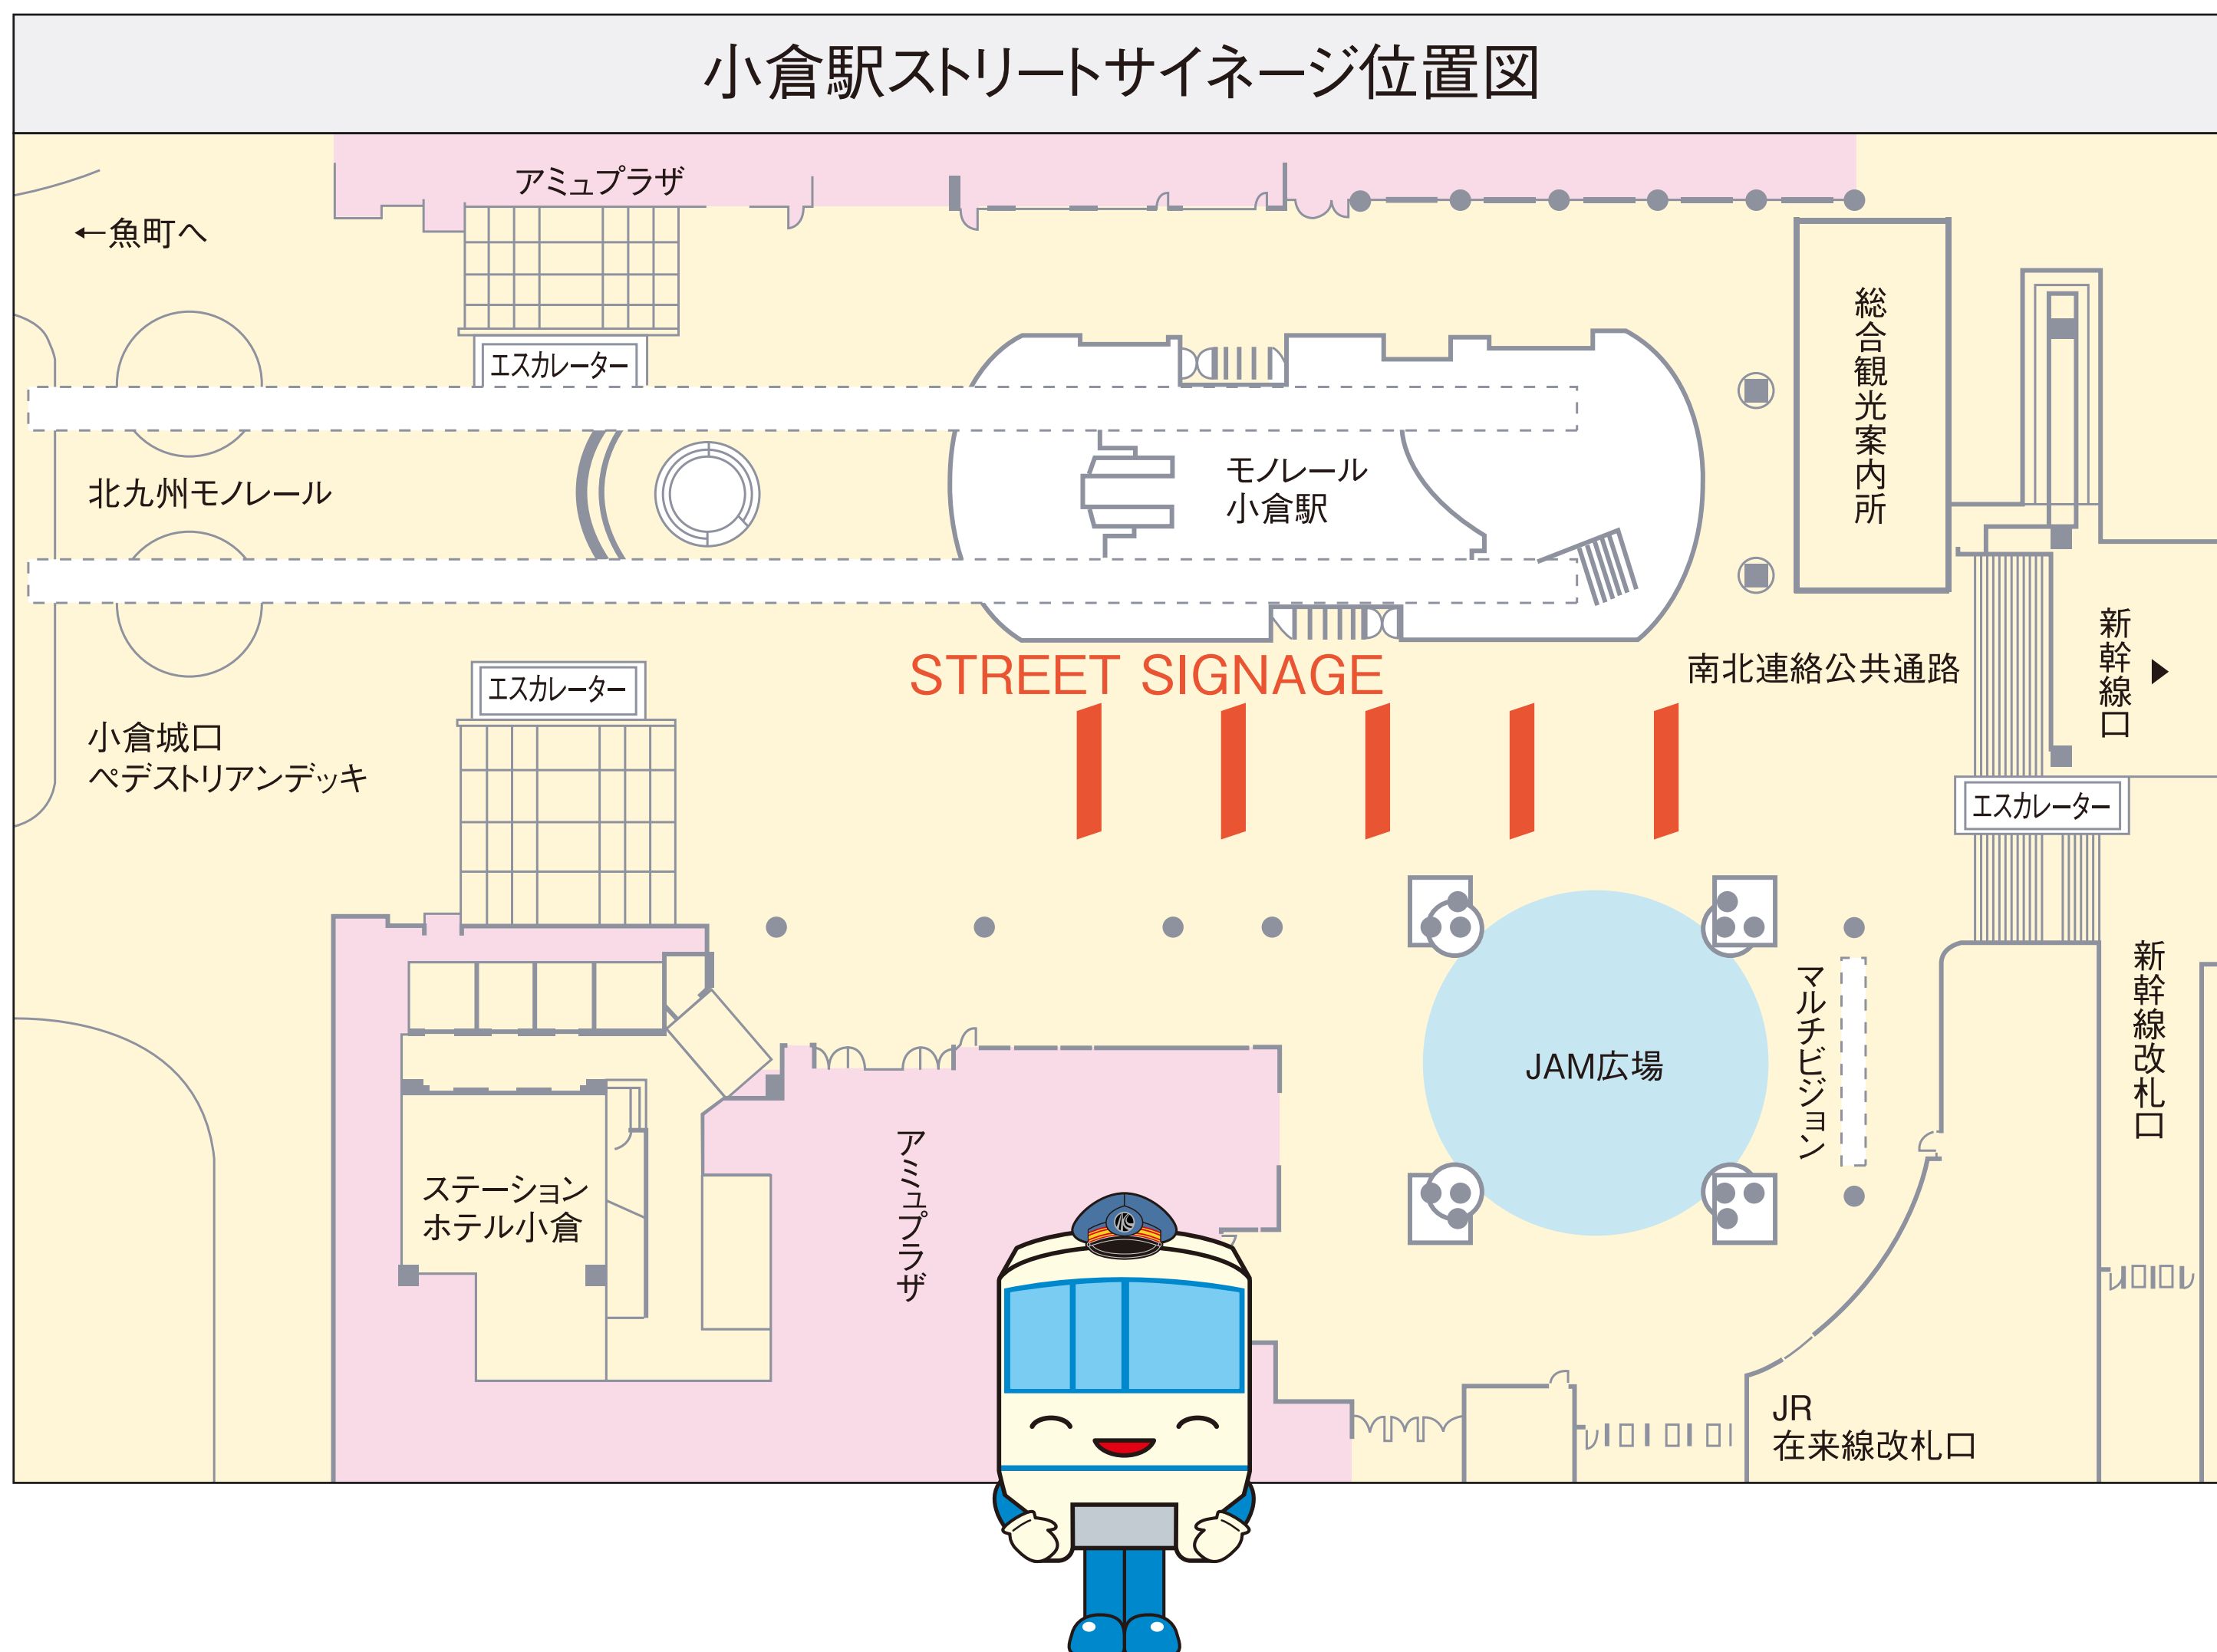 小倉駅ストリートサイネージ位置図
アミュプラザ
←魚町へ
エスカレーター
総合観光案内所
北九州モノレール
モノレール
小倉駅
新幹線口
STREET SIGNAGE
南北連絡公共通路
エスカレーター
小倉城口
ペデストリアンデッキ
エスカレーター
新幹線改札口
マルチビジョン
JAM広場
アミュプラザ
ステーション
ホテル小倉
JR
在来線改札口